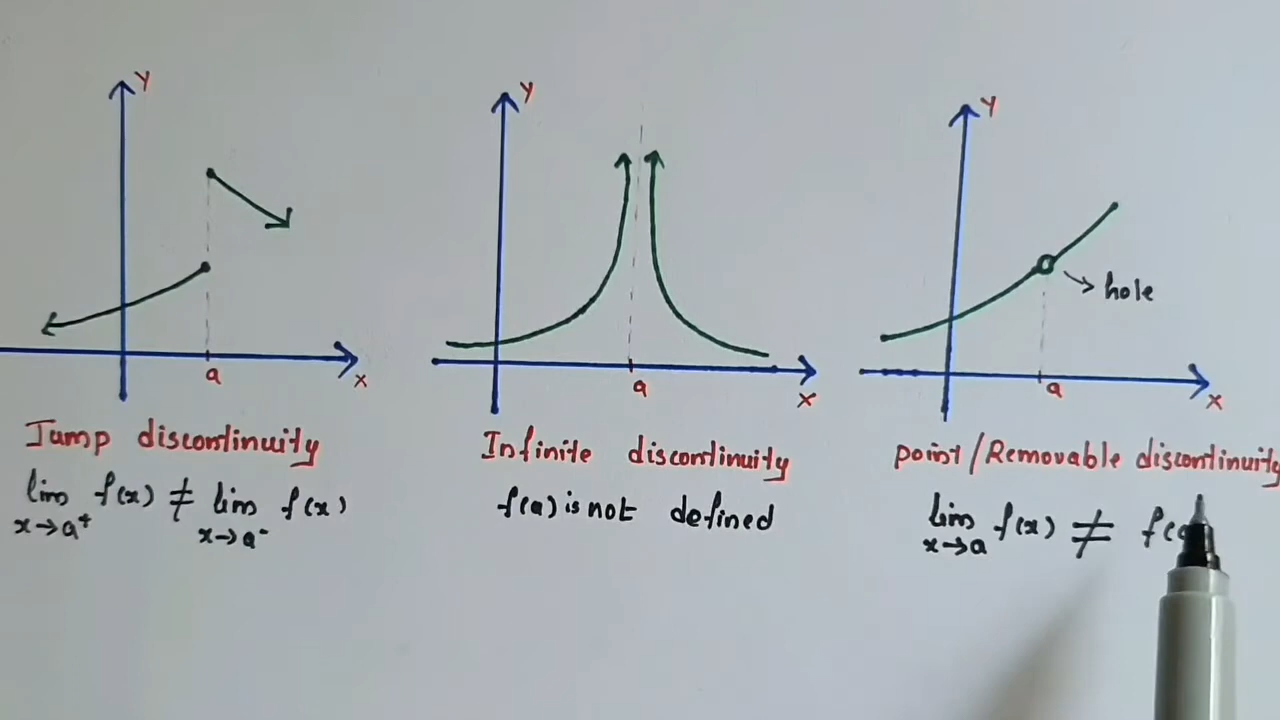 Y
x
a
Jump discontinuity
lim f(x) ≠ lim f(x)
x→a⁺ x→a⁻
Y
x
a
Infinite discontinuity
f(a) is not defined
Y
hole
x
a
point/Removable discontinuity
lim f(x) ≠
x→a